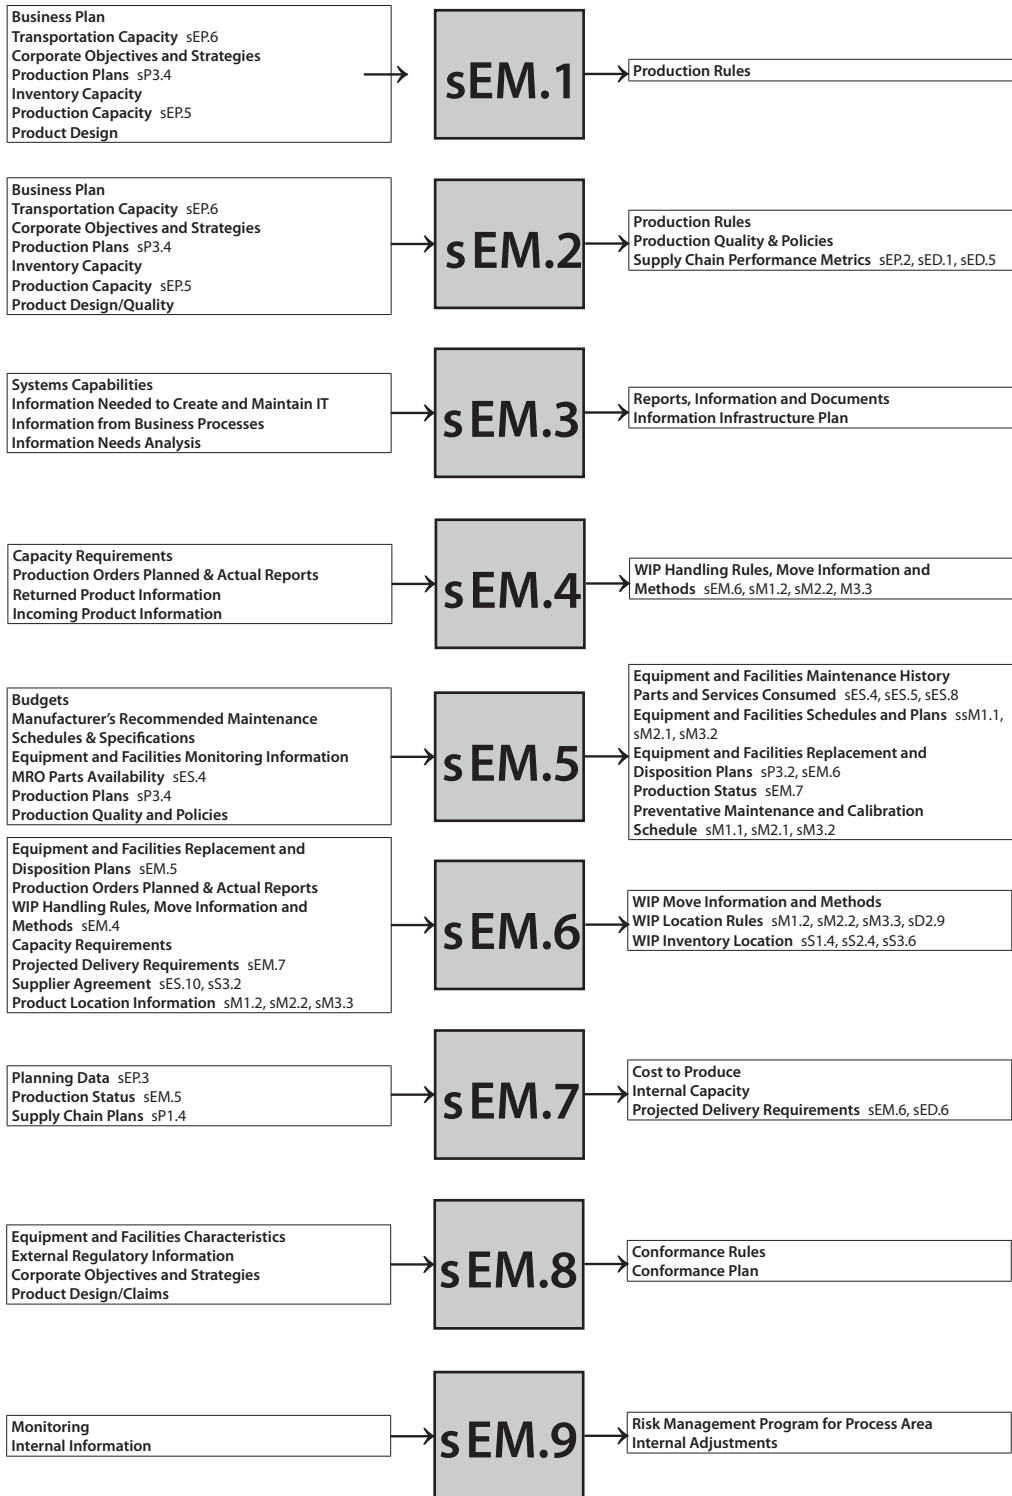 Business Plan
Transportation Capacity sEP.6
Corporate Objectives and Strategies
Production Plans sP3.4
Inventory Capacity
Production Capacity sEP.5
Product Design
sEM.1
Production Rules
Business Plan
Transportation Capacity sEP.6
Corporate Objectives and Strategies
Production Plans sP3.4
Inventory Capacity
Production Capacity sEP.5
Product Design/Quality
sEM.2
Production Rules
Production Quality & Policies
Supply Chain Performance Metrics sEP.2, sED.1, sED.5
Systems Capabilities
Information Needed to Create and Maintain IT
Information from Business Processes
Information Needs Analysis
sEM.3
Reports, Information and Documents
Information Infrastructure Plan
Capacity Requirements
Production Orders Planned & Actual Reports
Returned Product Information
Incoming Product Information
sEM.4
WIP Handling Rules, Move Information and
Methods sEM.6, sM1.2, sM2.2, M3.3
Budgets
Manufacturer's Recommended Maintenance
Schedules & Specifications
Equipment and Facilities Monitoring Information
MRO Parts Availability sES.4
Production Plans sP3.4
Production Quality and Policies
sEM.5
Equipment and Facilities Maintenance History
Parts and Services Consumed sES.4, sES.5, sES.8
Equipment and Facilities Schedules and Plans ssM1.1,
sM2.1, sM3.2
Equipment and Facilities Replacement and
Disposition Plans sP3.2, sEM.6
Production Status sEM.7
Preventative Maintenance and Calibration
Schedule sM1.1, sM2.1, sM3.2
Equipment and Facilities Replacement and
Disposition Plans sEM.5
Production Orders Planned & Actual Reports
WIP Handling Rules, Move Information and
Methods sEM.4
Capacity Requirements
Projected Delivery Requirements sEM.7
Supplier Agreement sES.10, sS3.2
Product Location Information sM1.2, sM2.2, sM3.3
sEM.6
WIP Move Information and Methods
WIP Location Rules sM1.2, sM2.2, sM3.3, sD2.9
WIP Inventory Location sS1.4, sS2.4, sS3.6
Planning Data sEP.3
Production Status sEM.5
Supply Chain Plans sP1.4
sEM.7
Cost to Produce
Internal Capacity
Projected Delivery Requirements sEM.6, sED.6
Equipment and Facilities Characteristics
External Regulatory Information
Corporate Objectives and Strategies
Product Design/Claims
sEM.8
Conformance Rules
Conformance Plan
Monitoring
Internal Information
sEM.9
Risk Management Program for Process Area
Internal Adjustments